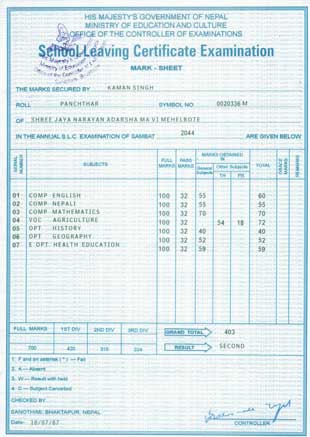 HIS MAJESTY'S GOVERNMENT OF NEPAL
MINISTRY OF EDUCATION AND CULTURE
OFFICE OF THE CONTROLLER OF EXAMINATIONS
School Leaving Certificate Examination
MARK - SHEET
THE MARKS SECURED BY KAMAN SINGH
ROLL PANCHTHAR SYMBOL NO 0020336 M
OF SHREE JAYA NARAYAN ADARSHA MA VI MEHELBOTE
IN THE ANNUAL S.L.C EXAMINATION OF SAMBAT 2044 ARE GIVEN BELOW
SERIAL NUMBER SUBJECTS FULL MARKS PASS MARKS MARKS OBTAINED IN General Subjects Other Subjects TH PR TOTAL GRACE MARKS REMARKS
01 COMP ENGLISH 100 32 55 60
02 COMP NEPALI 100 32 55 55
03 COMP MATHEMATICS 100 32 70 70
04 VOC AGRICULTURE 100 32 54 18 72
05 OPT. HISTORY 100 32 40 40
06 OPT GEOGRAPHY 100 32 52 52
07 E OPT. HEALTH EDUCATION 100 32 59 59
FULL MARKS 1ST DIV 2ND DIV 3RD DIV GRAND TOTAL 403
700 420 315 224 RESULT SECOND
1 F and an asterisk (*) — Fail
2. A — Absent
3. W — Result with held
4 C — Subject Cancelled
CHECKED BY
SANOTHIMI, BHAKTAPUR, NEPAL
Date- 18/07/87 CONTROLLER